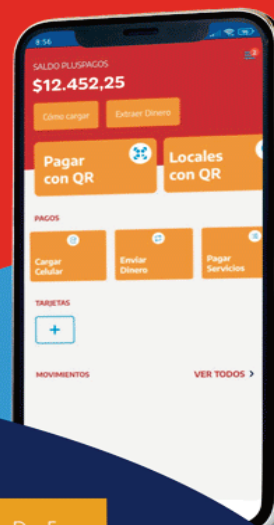 8:56
SALDO PLUSPAGOS
$12.452,25
Cómo cargar
Extraer Dinero
Pagar
con QR
Locales
con QR
PAGOS
Cargar
Celular
Enviar
Dinero
Pagar
Servicios
TARJETAS
+
MOVIMIENTOS
VER TODOS >